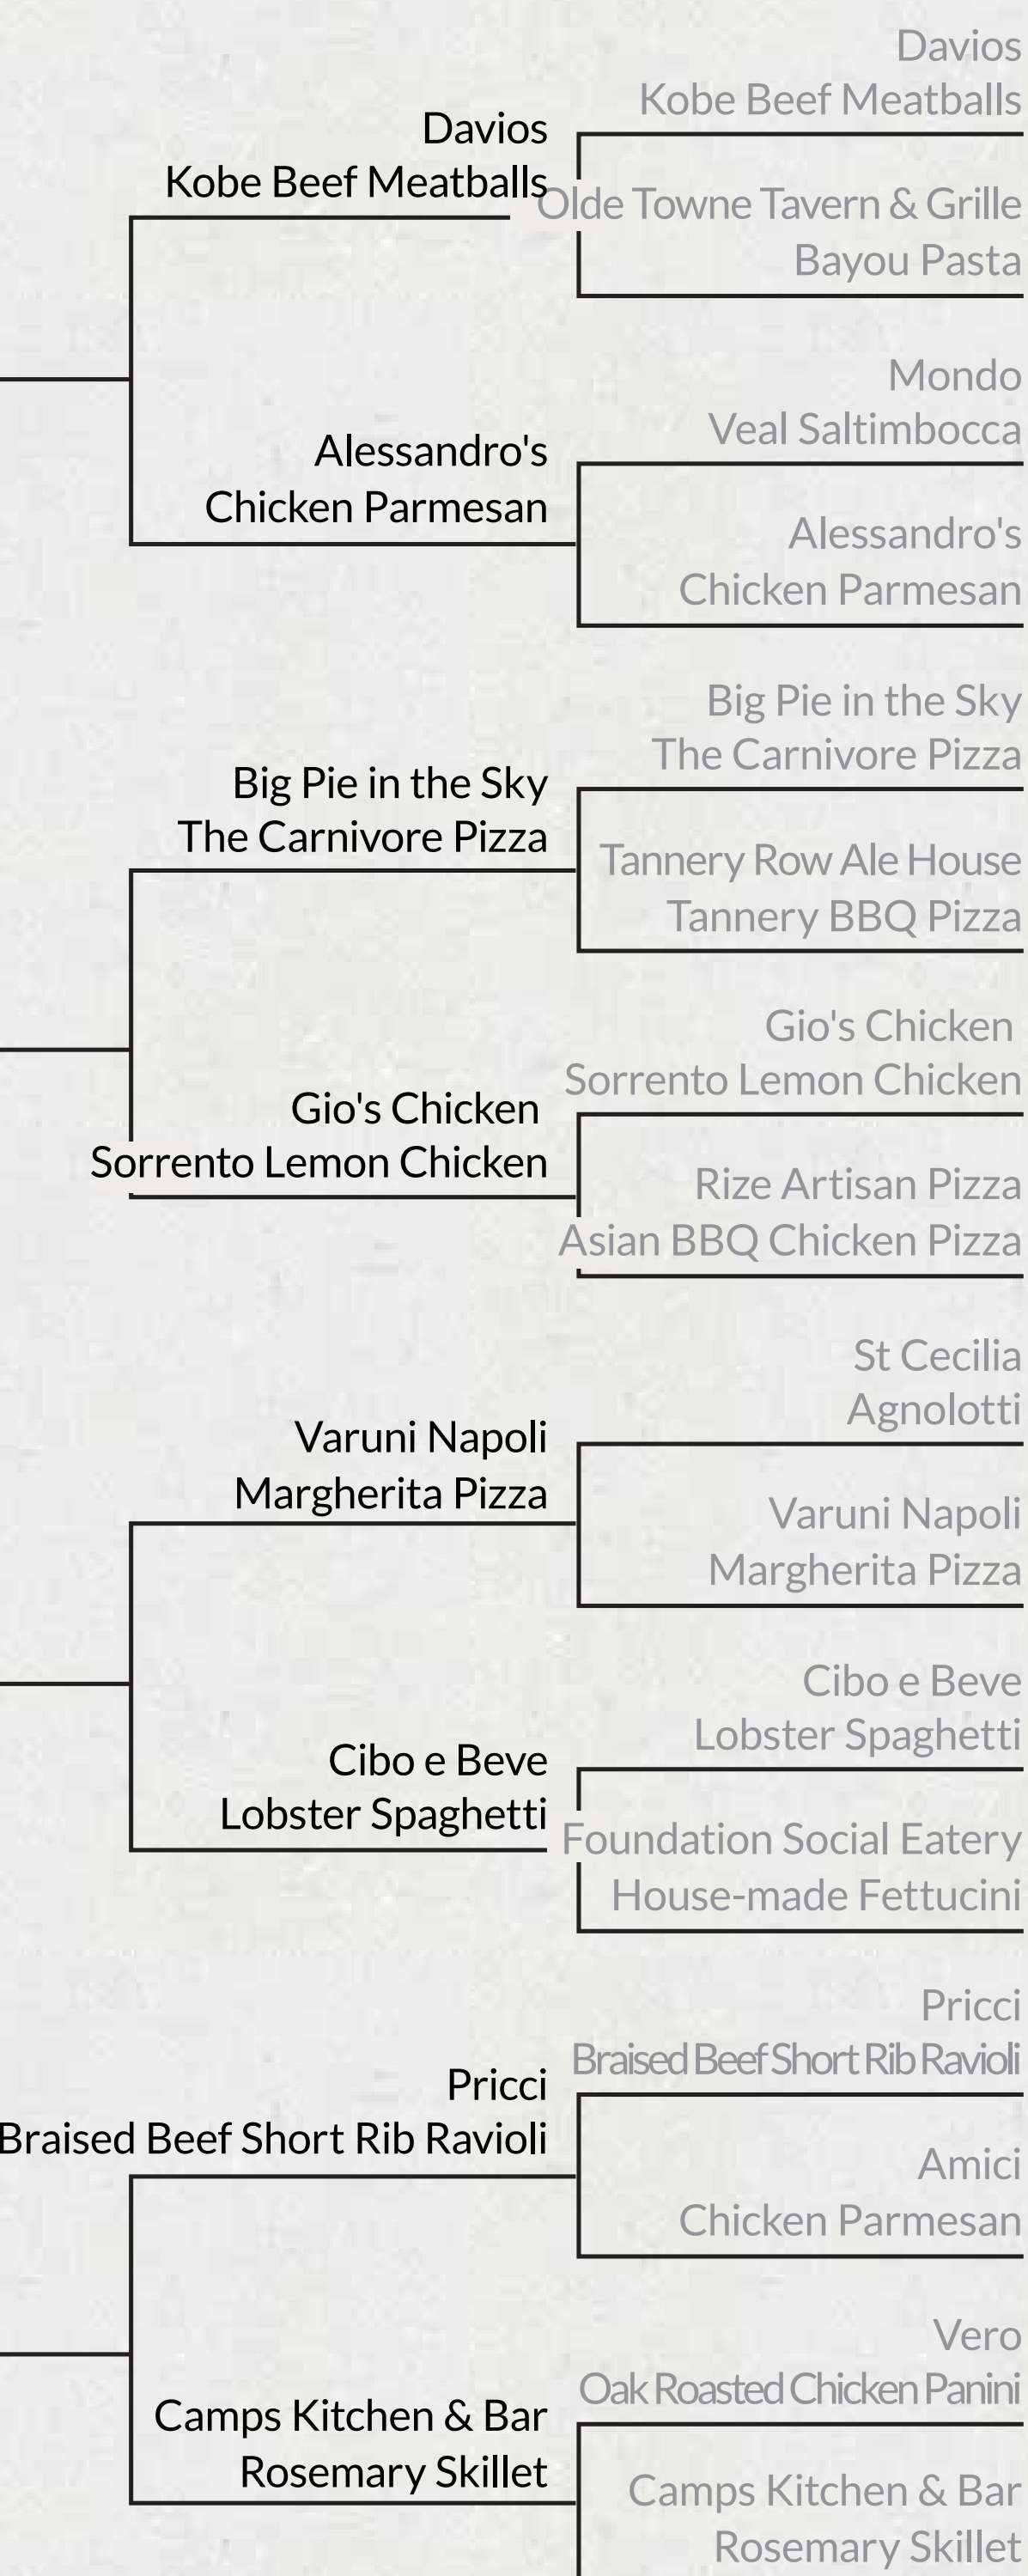 Davios
Kobe Beef Meatballs
Davios
Kobe Beef Meatballs
Olde Towne Tavern & Grille
Bayou Pasta
Mondo
Veal Saltimbocca
Alessandro's
Chicken Parmesan
Alessandro's
Chicken Parmesan
Big Pie in the Sky
The Carnivore Pizza
Big Pie in the Sky
The Carnivore Pizza
Tannery Row Ale House
Tannery BBQ Pizza
Gio's Chicken
Sorrento Lemon Chicken
Gio's Chicken
Sorrento Lemon Chicken
Rize Artisan Pizza
Asian BBQ Chicken Pizza
St Cecilia
Agnolotti
Varuni Napoli
Margherita Pizza
Varuni Napoli
Margherita Pizza
Cibo e Beve
Lobster Spaghetti
Cibo e Beve
Lobster Spaghetti
Foundation Social Eatery
House-made Fettucini
Pricci
Braised Beef Short Rib Ravioli
Pricci
Braised Beef Short Rib Ravioli
Amici
Chicken Parmesan
Vero
Oak Roasted Chicken Panini
Camps Kitchen & Bar
Rosemary Skillet
Camps Kitchen & Bar
Rosemary Skillet